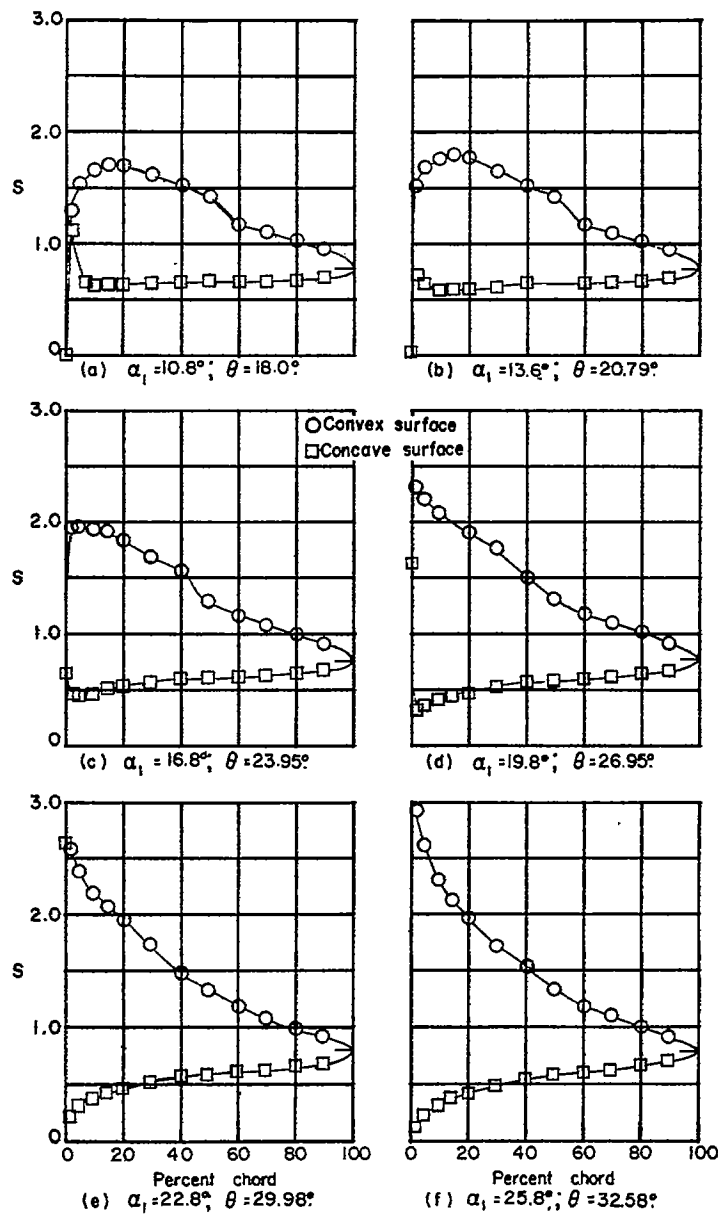 3.0
2.0
S
1.0
0
(a) α₁ = 10.8°; θ = 18.0°.
(b) α₁ = 13.6°; θ = 20.79°.
3.0
○ Convex surface
□ Concave surface
2.0
S
1.0
0
(c) α₁ = 16.8°; θ = 23.95°.
(d) α₁ = 19.8°; θ = 26.95°.
3.0
2.0
S
1.0
0
0 20 40 60 80 100
0 20 40 60 80 100
Percent chord
Percent chord
(e) α₁ = 22.8°; θ = 29.98°.
(f) α₁ = 25.8°; θ = 32.58°.